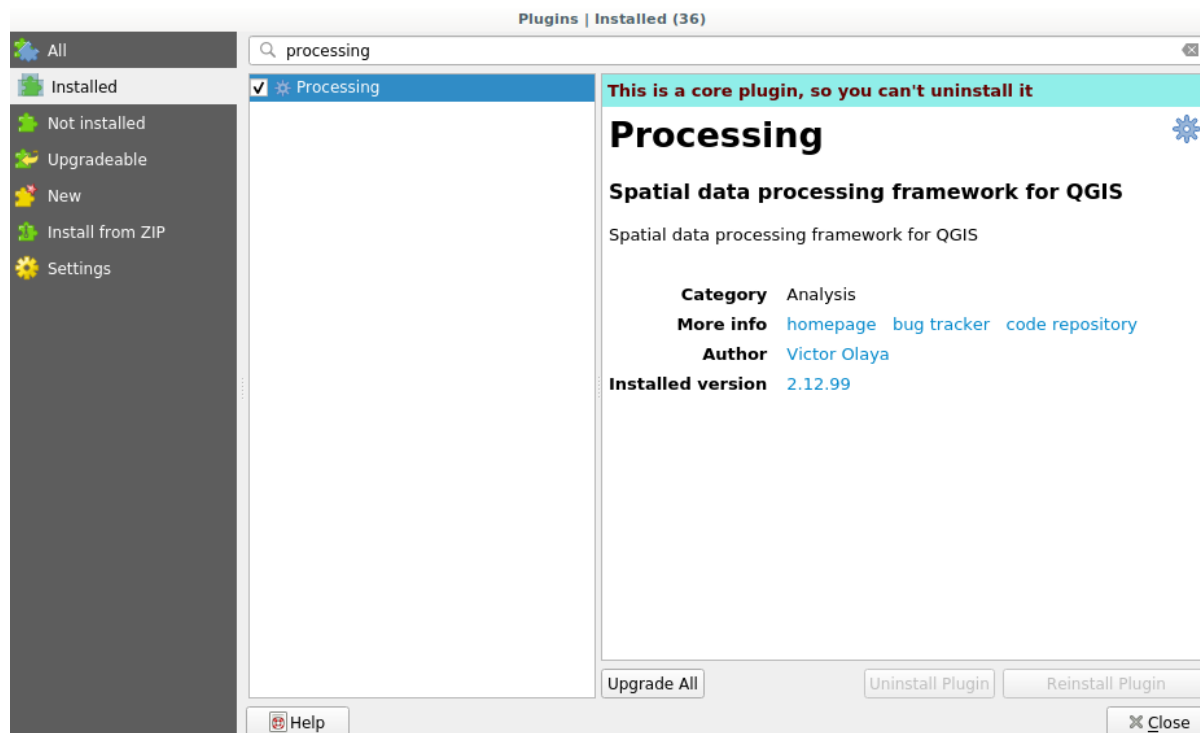 Plugins | Installed (36)
All
Installed
Not installed
Upgradeable
New
Install from ZIP
Settings
processing
Processing
This is a core plugin, so you can't uninstall it
Processing
Spatial data processing framework for QGIS
Spatial data processing framework for QGIS
Category Analysis
More info homepage bug tracker code repository
Author Victor Olaya
Installed version 2.12.99
Upgrade All Uninstall Plugin Reinstall Plugin
Help Close